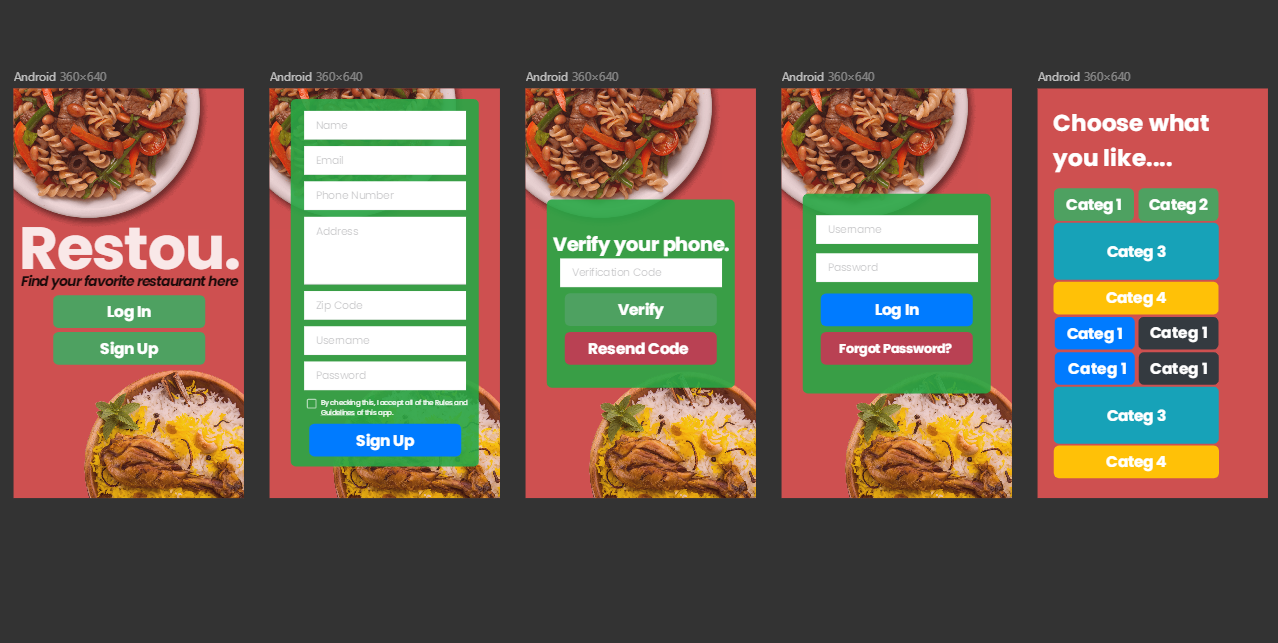 Android 360×640
Restou.
Find your favorite restaurant here
Log In
Sign Up
Android 360×640
Name
Email
Phone Number
Address
Zip Code
Username
Password
By checking this, I accept all of the Rules and
Guidelines of this app.
Sign Up
Android 360×640
Verify your phone.
Verification Code
Verify
Resend Code
Android 360×640
Username
Password
Log In
Forgot Password?
Android 360×640
Choose what
you like....
Categ 1 Categ 2
Categ 3
Categ 4
Categ 1 Categ 1
Categ 1 Categ 1
Categ 3
Categ 4